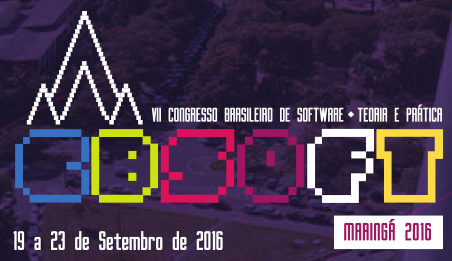 VII CONGRESSO BRASILEIRO DE SOFTWARE • TEORIA E PRÁTICA
CBSOFT
19 a 23 de Setembro de 2016
MARINGÁ 2016